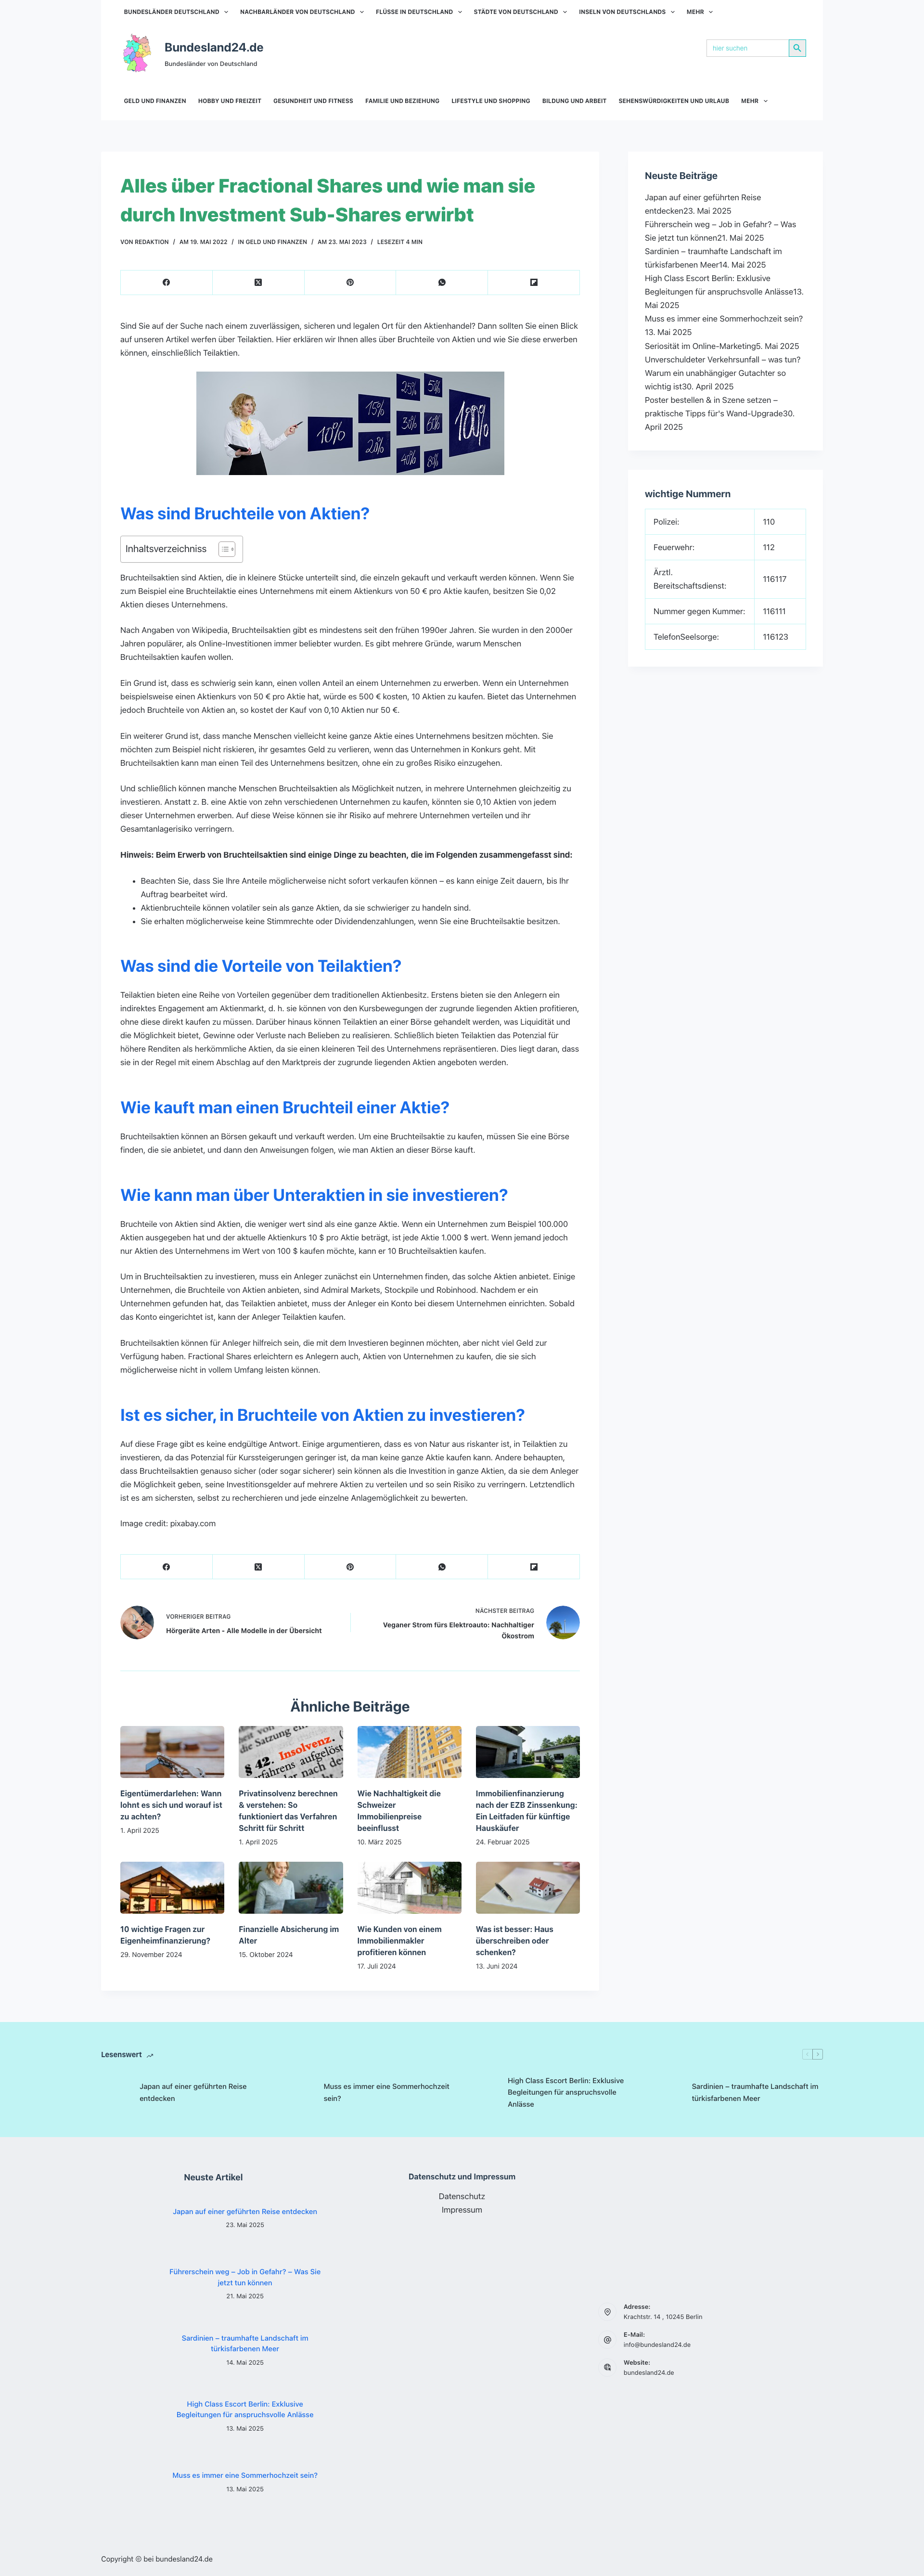 BUNDESLÄNDER DEUTSCHLAND
NACHBARLÄNDER VON DEUTSCHLAND
FLÜSSE IN DEUTSCHLAND
STÄDTE VON DEUTSCHLAND
INSELN VON DEUTSCHLANDS
MEHR
Bundesland24.de
Bundesländer von Deutschland
hier suchen
GELD UND FINANZEN
HOBBY UND FREIZEIT
GESUNDHEIT UND FITNESS
FAMILIE UND BEZIEHUNG
LIFESTYLE UND SHOPPING
BILDUNG UND ARBEIT
SEHENSWÜRDIGKEITEN UND URLAUB
MEHR
Alles über Fractional Shares und wie man sie
durch Investment Sub-Shares erwirbt
VON REDAKTION / AM 19. MAI 2022 / IN GELD UND FINANZEN / AM 23. MAI 2023 / LESEZEIT 4 MIN
Sind Sie auf der Suche nach einem zuverlässigen, sicheren und legalen Ort für den Aktienhandel? Dann sollten Sie einen Blick
auf unseren Artikel werfen über Teilaktien. Hier erklären wir Ihnen alles über Bruchteile von Aktien und wie Sie diese erwerben
können, einschließlich Teilaktien.
10%
15%
10%
25%
20%
5%
30%
60%
40%
50%
50%
80%
100%
Was sind Bruchteile von Aktien?
Inhaltsverzeichniss
Bruchteilsaktien sind Aktien, die in kleinere Stücke unterteilt sind, die einzeln gekauft und verkauft werden können. Wenn Sie
zum Beispiel eine Bruchteilaktie eines Unternehmens mit einem Aktienkurs von 50 € pro Aktie kaufen, besitzen Sie 0,02
Aktien dieses Unternehmens.
Nach Angaben von Wikipedia, Bruchteilsaktien gibt es mindestens seit den frühen 1990er Jahren. Sie wurden in den 2000er
Jahren populärer, als Online-Investitionen immer beliebter wurden. Es gibt mehrere Gründe, warum Menschen
Bruchteilsaktien kaufen wollen.
Ein Grund ist, dass es schwierig sein kann, einen vollen Anteil an einem Unternehmen zu erwerben. Wenn ein Unternehmen
beispielsweise einen Aktienkurs von 50 € pro Aktie hat, würde es 500 € kosten, 10 Aktien zu kaufen. Bietet das Unternehmen
jedoch Bruchteile von Aktien an, so kostet der Kauf von 0,10 Aktien nur 50 €.
Ein weiterer Grund ist, dass manche Menschen vielleicht keine ganze Aktie eines Unternehmens besitzen möchten. Sie
möchten zum Beispiel nicht riskieren, ihr gesamtes Geld zu verlieren, wenn das Unternehmen in Konkurs geht. Mit
Bruchteilsaktien kann man einen Teil des Unternehmens besitzen, ohne ein zu großes Risiko einzugehen.
Und schließlich können manche Menschen Bruchteilsaktien als Möglichkeit nutzen, in mehrere Unternehmen gleichzeitig zu
investieren. Anstatt z. B. eine Aktie von zehn verschiedenen Unternehmen zu kaufen, könnten sie 0,10 Aktien von jedem
dieser Unternehmen erwerben. Auf diese Weise können sie ihr Risiko auf mehrere Unternehmen verteilen und ihr
Gesamtanlagerisiko verringern.
Hinweis: Beim Erwerb von Bruchteilsaktien sind einige Dinge zu beachten, die im Folgenden zusammengefasst sind:
• Beachten Sie, dass Sie Ihre Anteile möglicherweise nicht sofort verkaufen können – es kann einige Zeit dauern, bis Ihr
Auftrag bearbeitet wird.
• Aktienbruchteile können volatiler sein als ganze Aktien, da sie schwieriger zu handeln sind.
• Sie erhalten möglicherweise keine Stimmrechte oder Dividendenzahlungen, wenn Sie eine Bruchteilsaktie besitzen.
Was sind die Vorteile von Teilaktien?
Teilaktien bieten eine Reihe von Vorteilen gegenüber dem traditionellen Aktienbesitz. Erstens bieten sie den Anlegern ein
indirektes Engagement am Aktienmarkt, d. h. sie können von den Kursbewegungen der zugrunde liegenden Aktien profitieren,
ohne diese direkt kaufen zu müssen. Darüber hinaus können Teilaktien an einer Börse gehandelt werden, was Liquidität und
die Möglichkeit bietet, Gewinne oder Verluste nach Belieben zu realisieren. Schließlich bieten Teilaktien das Potenzial für
höhere Renditen als herkömmliche Aktien, da sie einen kleineren Teil des Unternehmens repräsentieren. Dies liegt daran, dass
sie in der Regel mit einem Abschlag auf den Marktpreis der zugrunde liegenden Aktien angeboten werden.
Wie kauft man einen Bruchteil einer Aktie?
Bruchteilsaktien können an Börsen gekauft und verkauft werden. Um eine Bruchteilsaktie zu kaufen, müssen Sie eine Börse
finden, die sie anbietet, und dann den Anweisungen folgen, wie man Aktien an dieser Börse kauft.
Wie kann man über Unteraktien in sie investieren?
Bruchteile von Aktien sind Aktien, die weniger wert sind als eine ganze Aktie. Wenn ein Unternehmen zum Beispiel 100.000
Aktien ausgegeben hat und der aktuelle Aktienkurs 10 $ pro Aktie beträgt, ist jede Aktie 1.000 $ wert. Wenn jemand jedoch
nur Aktien des Unternehmens im Wert von 100 $ kaufen möchte, kann er 10 Bruchteilsaktien kaufen.
Um in Bruchteilsaktien zu investieren, muss ein Anleger zunächst ein Unternehmen finden, das solche Aktien anbietet. Einige
Unternehmen, die Bruchteile von Aktien anbieten, sind Admiral Markets, Stockpile und Robinhood. Nachdem er ein
Unternehmen gefunden hat, das Teilaktien anbietet, muss der Anleger ein Konto bei diesem Unternehmen einrichten. Sobald
das Konto eingerichtet ist, kann der Anleger Teilaktien kaufen.
Bruchteilsaktien können für Anleger hilfreich sein, die mit dem Investieren beginnen möchten, aber nicht viel Geld zur
Verfügung haben. Fractional Shares erleichtern es Anlegern auch, Aktien von Unternehmen zu kaufen, die sie sich
möglicherweise nicht in vollem Umfang leisten können.
Ist es sicher, in Bruchteile von Aktien zu investieren?
Auf diese Frage gibt es keine endgültige Antwort. Einige argumentieren, dass es von Natur aus riskanter ist, in Teilaktien zu
investieren, da das Potenzial für Kurssteigerungen geringer ist, da man keine ganze Aktie kaufen kann. Andere behaupten,
dass Bruchteilsaktien genauso sicher (oder sogar sicherer) sein können als die Investition in ganze Aktien, da sie dem Anleger
die Möglichkeit geben, seine Investitionsgelder auf mehrere Aktien zu verteilen und so sein Risiko zu verringern. Letztendlich
ist es am sichersten, selbst zu recherchieren und jede einzelne Anlagemöglichkeit zu bewerten.
Image credit: pixabay.com
VORHERIGER BEITRAG
Hörgeräte Arten - Alle Modelle in der Übersicht
NÄCHSTER BEITRAG
Veganer Strom fürs Elektroauto: Nachhaltiger
Ökostrom
Ähnliche Beiträge
§ 42. Insolvenz.
Eigentümerdarlehen: Wann
lohnt es sich und worauf ist
zu achten?
1. April 2025
Privatinsolvenz berechnen
& verstehen: So
funktioniert das Verfahren
Schritt für Schritt
1. April 2025
Wie Nachhaltigkeit die
Schweizer
Immobilienpreise
beeinflusst
10. März 2025
Immobilienfinanzierung
nach der EZB Zinssenkung:
Ein Leitfaden für künftige
Hauskäufer
24. Februar 2025
10 wichtige Fragen zur
Eigenheimfinanzierung?
29. November 2024
Finanzielle Absicherung im
Alter
15. Oktober 2024
Wie Kunden von einem
Immobilienmakler
profitieren können
17. Juli 2024
Was ist besser: Haus
überschreiben oder
schenken?
13. Juni 2024
Neuste Beiträge
Japan auf einer geführten Reise
entdecken23. Mai 2025
Führerschein weg – Job in Gefahr? – Was
Sie jetzt tun können21. Mai 2025
Sardinien – traumhafte Landschaft im
türkisfarbenen Meer14. Mai 2025
High Class Escort Berlin: Exklusive
Begleitungen für anspruchsvolle Anlässe13.
Mai 2025
Muss es immer eine Sommerhochzeit sein?
13. Mai 2025
Seriosität im Online-Marketing5. Mai 2025
Unverschuldeter Verkehrsunfall – was tun?
Warum ein unabhängiger Gutachter so
wichtig ist30. April 2025
Poster bestellen & in Szene setzen –
praktische Tipps für's Wand-Upgrade30.
April 2025
wichtige Nummern
Polizei: 110
Feuerwehr: 112
Ärztl.
Bereitschaftsdienst: 116117
Nummer gegen Kummer: 116111
TelefonSeelsorge: 116123
Lesenswert
Japan auf einer geführten Reise
entdecken
Muss es immer eine Sommerhochzeit
sein?
High Class Escort Berlin: Exklusive
Begleitungen für anspruchsvolle
Anlässe
Sardinien – traumhafte Landschaft im
türkisfarbenen Meer
Neuste Artikel
Japan auf einer geführten Reise entdecken
23. Mai 2025
Führerschein weg – Job in Gefahr? – Was Sie
jetzt tun können
21. Mai 2025
Sardinien – traumhafte Landschaft im
türkisfarbenen Meer
14. Mai 2025
High Class Escort Berlin: Exklusive
Begleitungen für anspruchsvolle Anlässe
13. Mai 2025
Muss es immer eine Sommerhochzeit sein?
13. Mai 2025
Datenschutz und Impressum
Datenschutz
Impressum
Adresse:
Krachtstr. 14 , 10245 Berlin
E-Mail:
info@bundesland24.de
Website:
bundesland24.de
Copyright © bei bundesland24.de